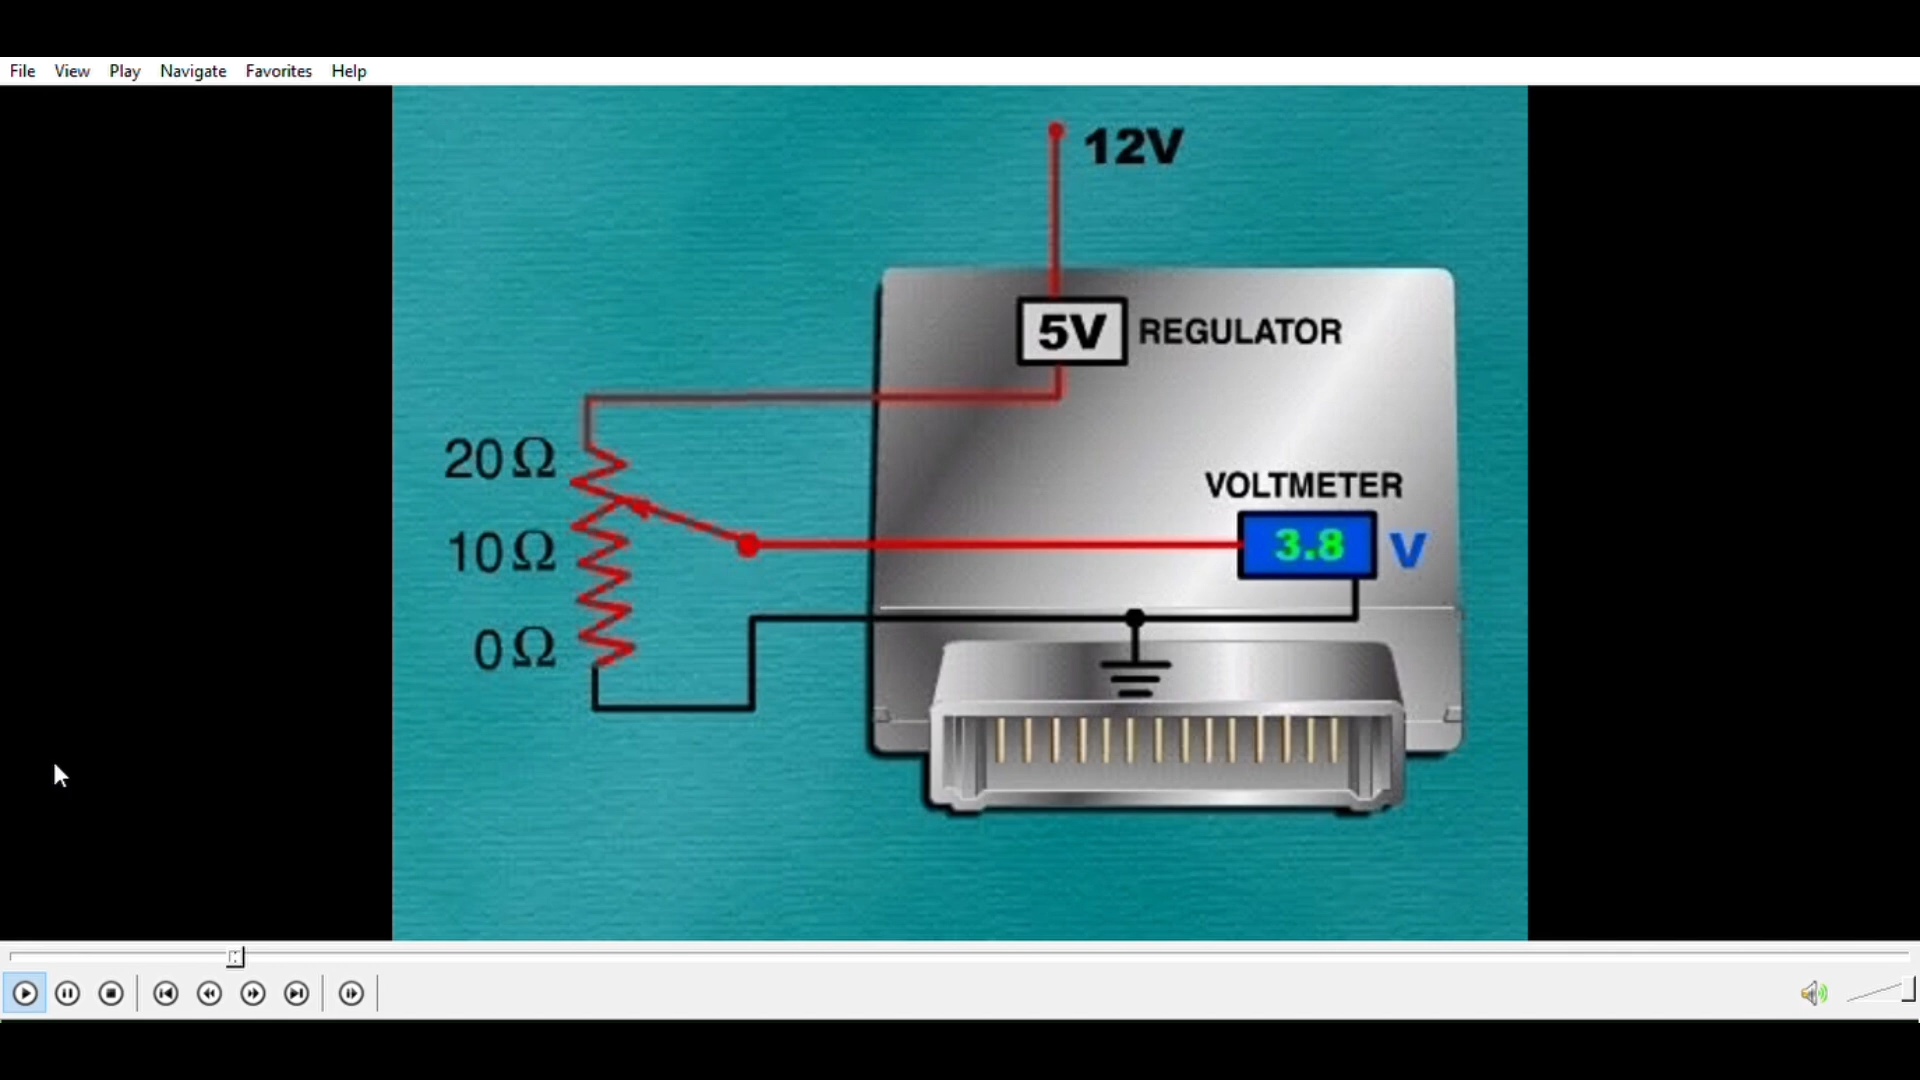 File View Play Navigate Favorites Help
12V
5V REGULATOR
20Ω
VOLTMETER
3.8 V
10Ω
0Ω